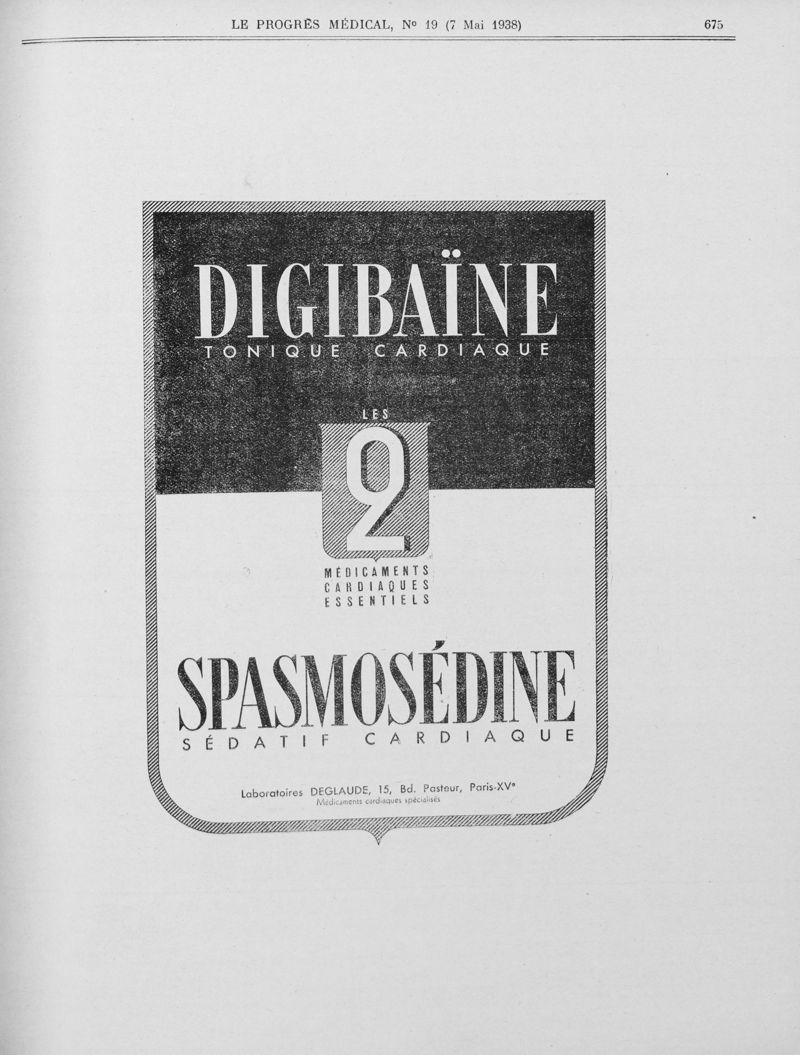 LE PROGRÈS MÉDICAL, Nº 19 (7 Mai 1938) 675
DIGIBAÏNE
TONIQUE CARDIAQUE
LES
2
MÉDICAMENTS
CARDIAQUES
ESSENTIELS
SPASMOSÉDINE
SÉDATIF CARDIAQUE
Laboratoires DEGLAUDE, 15, Bd. Pasteur, Paris-XVᵉ
Médicaments cardiaques spécialisés